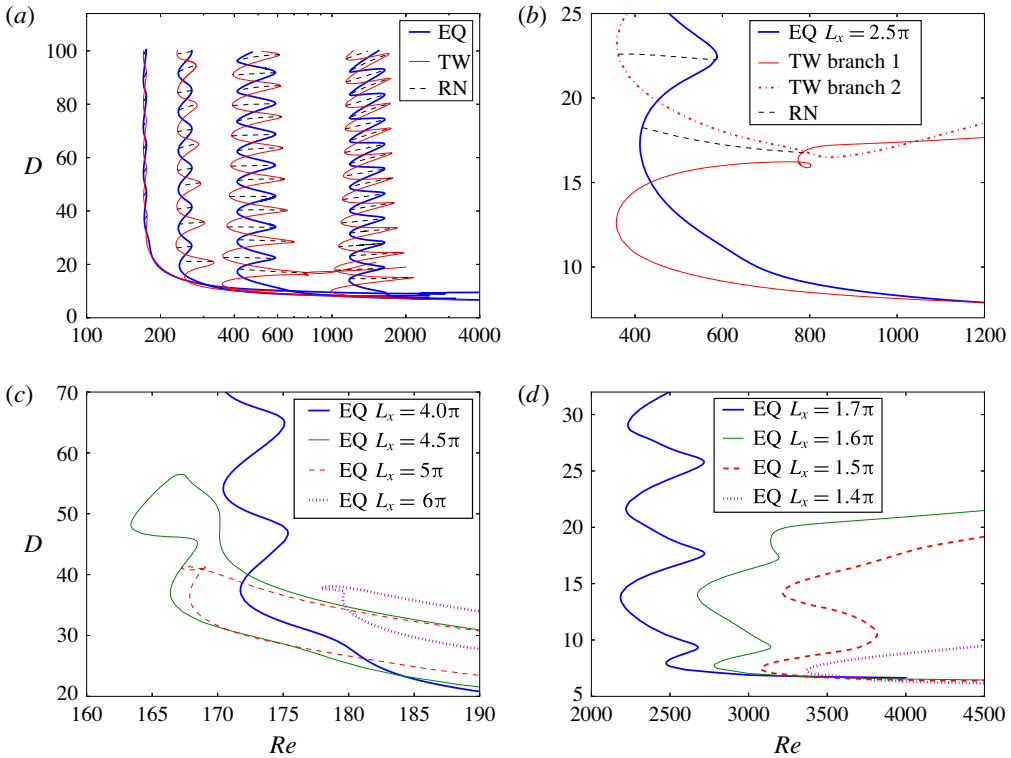 (a)
EQ
TW
RN
D
100
80
60
40
20
0
100 200 400 600 1000 2000 4000
(b)
EQ Lx = 2.5π
TW branch 1
TW branch 2
RN
25
20
15
10
400 600 800 1000 1200
(c)
EQ Lx = 4.0π
EQ Lx = 4.5π
EQ Lx = 5π
EQ Lx = 6π
D
70
60
50
40
30
20
160 165 170 175 180 185 190
Re
(d)
EQ Lx = 1.7π
EQ Lx = 1.6π
EQ Lx = 1.5π
EQ Lx = 1.4π
30
25
20
15
10
5
2000 2500 3000 3500 4000 4500
Re